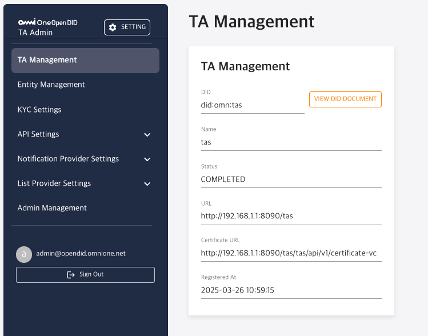 omni OneOpenDID
TA Admin
SETTING
TA Management
Entity Management
KYC Settings
API Settings
Notification Provider Settings
List Provider Settings
Admin Management
a
admin@opendid.omnione.net
Sign Out
TA Management
TA Management
DID
did:omn:tas
VIEW DID DOCUMENT
Name
tas
Status
COMPLETED
URL
http://192.168.1.1:8090/tas
Certificate URL
http://192.168.1.1:8090/tas/tas/api/v1/certificate-vc
Registered At
2025-03-26 10:59:15